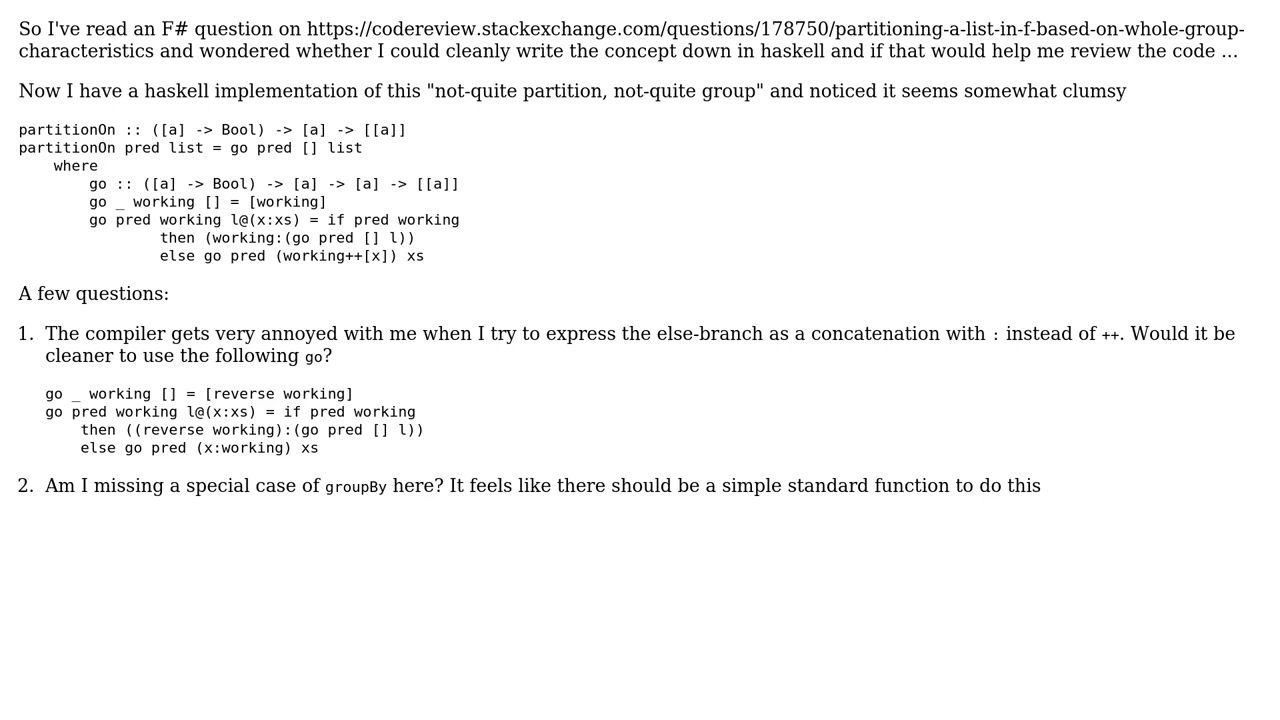 So I've read an F# question on https://codereview.stackexchange.com/questions/178750/partitioning-a-list-in-f-based-on-whole-group-
characteristics and wondered whether I could cleanly write the concept down in haskell and if that would help me review the code ...
Now I have a haskell implementation of this "not-quite partition, not-quite group" and noticed it seems somewhat clumsy
partitionOn :: ([a] -> Bool) -> [a] -> [[a]]
partitionOn pred list = go pred [] list
    where
        go :: ([a] -> Bool) -> [a] -> [a] -> [[a]]
        go _ working [] = [working]
        go pred working l@(x:xs) = if pred working
                then (working:(go pred [] l))
                else go pred (working++[x]) xs
A few questions:
1. The compiler gets very annoyed with me when I try to express the else-branch as a concatenation with : instead of ++. Would it be
cleaner to use the following go?
go _ working [] = [reverse working]
go pred working l@(x:xs) = if pred working
    then ((reverse working):(go pred [] l))
    else go pred (x:working) xs
2. Am I missing a special case of groupBy here? It feels like there should be a simple standard function to do this